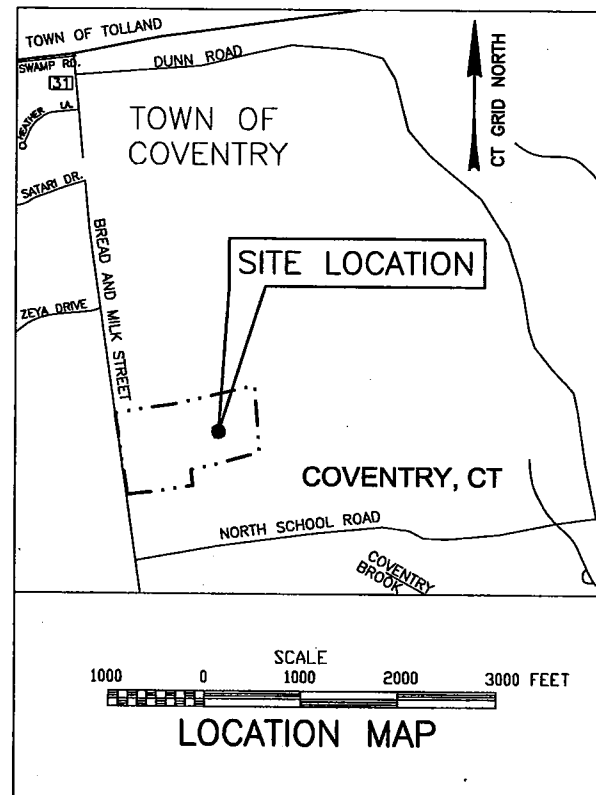 TOWN OF TOLLAND
SWAMP RD.
31
DUNN ROAD
HEATHER LA.
TOWN OF
COVENTRY
CT GRID NORTH
SATARI DR.
BREAD AND MILK STREET
SITE LOCATION
ZEYA DRIVE
COVENTRY, CT
NORTH SCHOOL ROAD
COVENTRY
BROOK
SCALE
1000 0 1000 2000 3000 FEET
LOCATION MAP